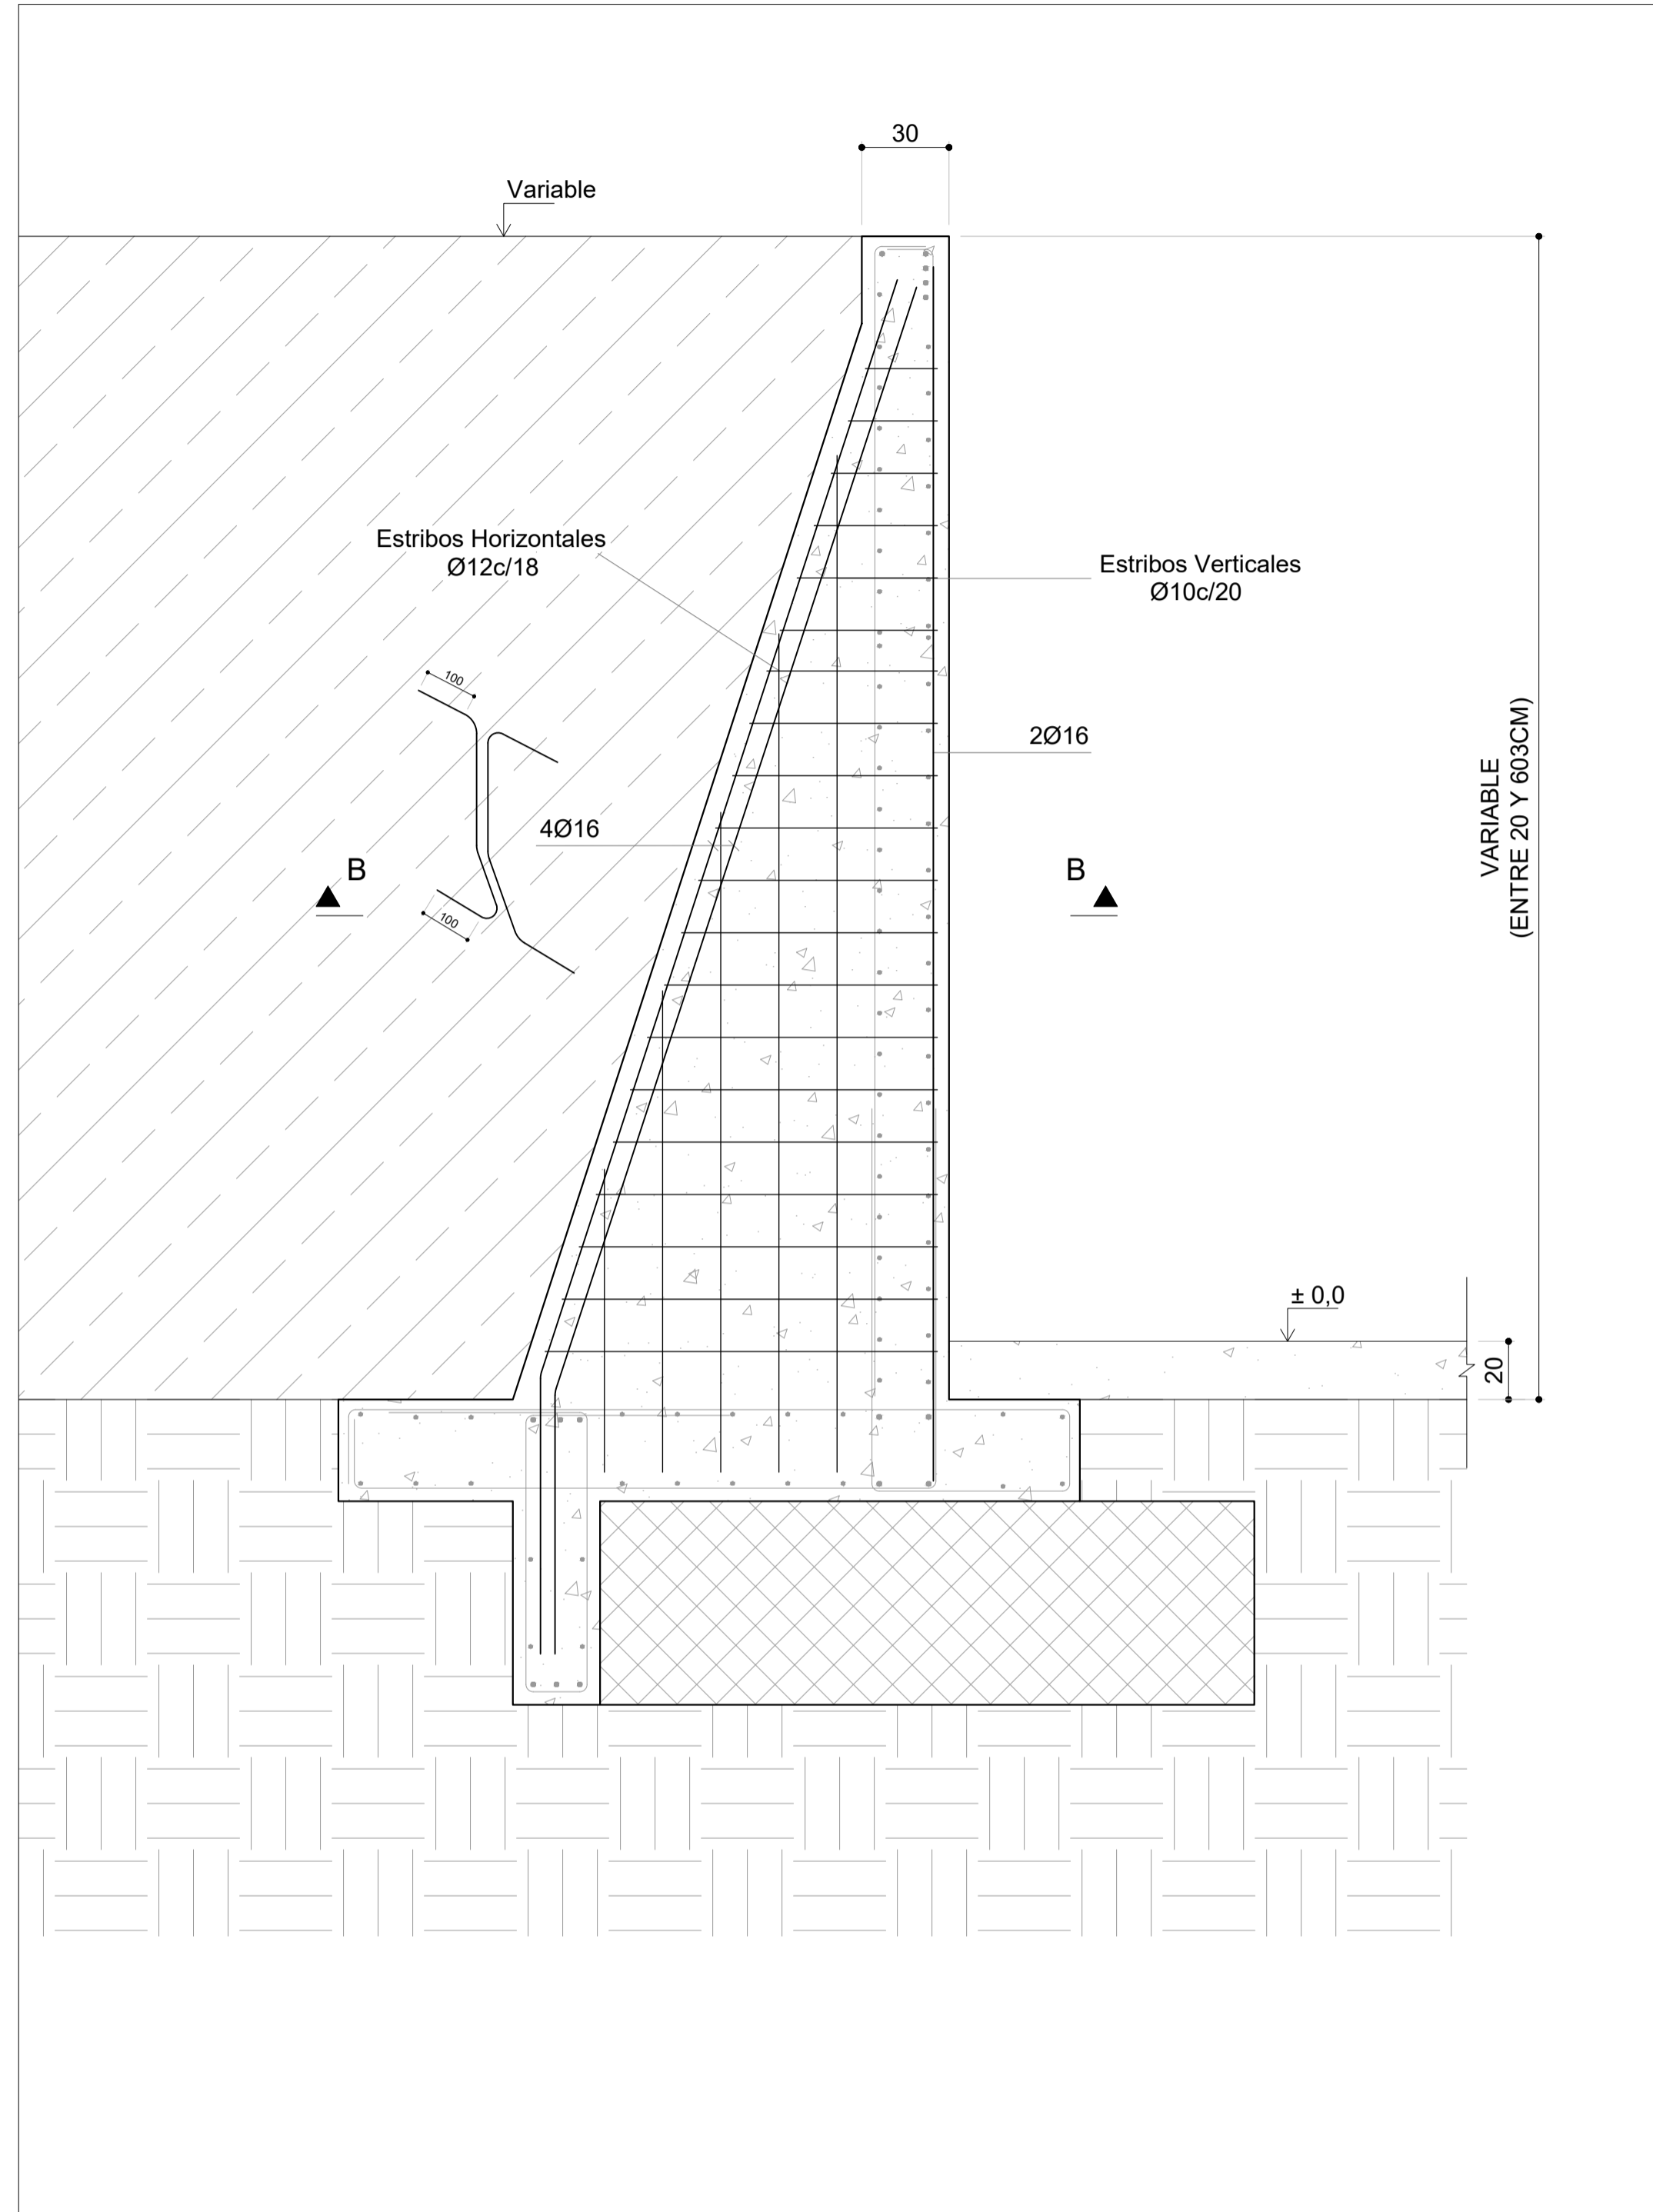 30
Variable
Estribos Horizontales
Ø12c/18
Estribos Verticales
Ø10c/20
100
2Ø16
VARIABLE
(ENTRE 20 Y 603CM)
4Ø16
B
B
100
± 0,0
20